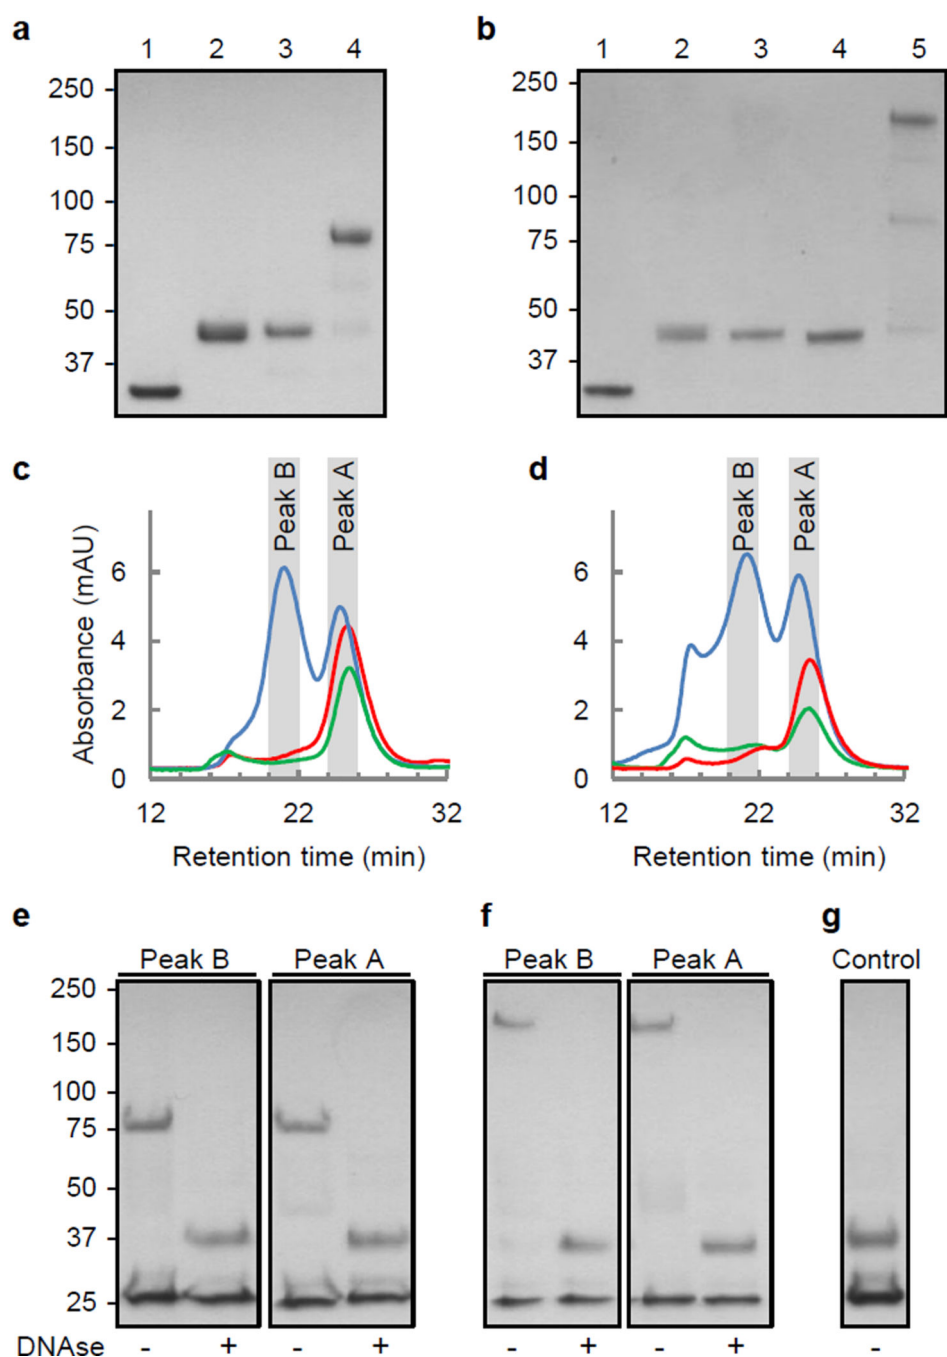 a
1 2 3 4
250
150
100
75
50
37
b
1 2 3 4 5
250
150
100
75
50
37
c
Peak B
Peak A
Absorbance (mAU)
6
4
2
0
12 22 32
Retention time (min)
d
Peak B
Peak A
6
4
2
0
12 22 32
Retention time (min)
e
Peak B Peak A
250
150
100
75
50
37
25
DNAse - + - +
f
Peak B Peak A
- + - +
g
Control
-